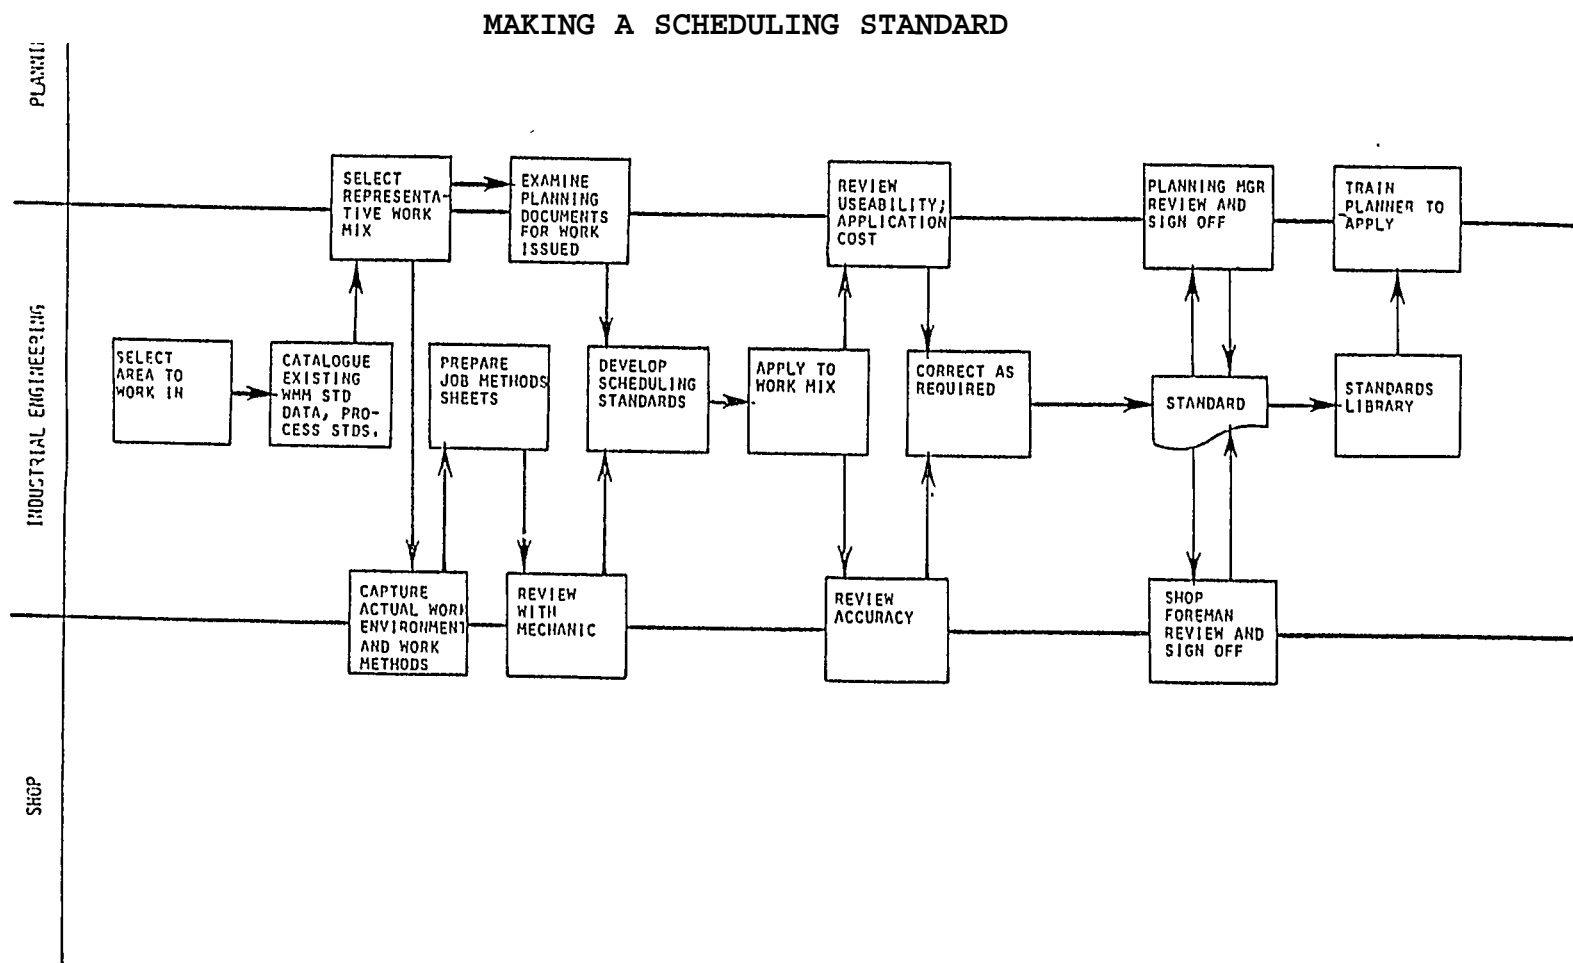 MAKING A SCHEDULING STANDARD
SELECT
REPRESENTA-
TIVE WORK
MIX
EXAMINE
PLANNING
DOCUMENTS
FOR WORK
ISSUED
REVIEW
USEABILITY;
APPLICATION
COST
PLANNING MGR
REVIEW AND
SIGN OFF
TRAIN
PLANNER TO
APPLY
INDUSTRIAL ENGINEERING
SELECT
AREA TO
WORK IN
CATALOGUE
EXISTING
WMM STD
DATA, PRO-
CESS STDS.
PREPARE
JOB METHODS
SHEETS
DEVELOP
SCHEDULING
STANDARDS
APPLY TO
WORK MIX
CORRECT AS
REQUIRED
STANDARD
STANDARDS
LIBRARY
CAPTURE
ACTUAL WORK
ENVIRONMENT
AND WORK
METHODS
REVIEW
WITH
MECHANIC
REVIEW
ACCURACY
SHOP
FOREMAN
REVIEW AND
SIGN OFF
SHOP